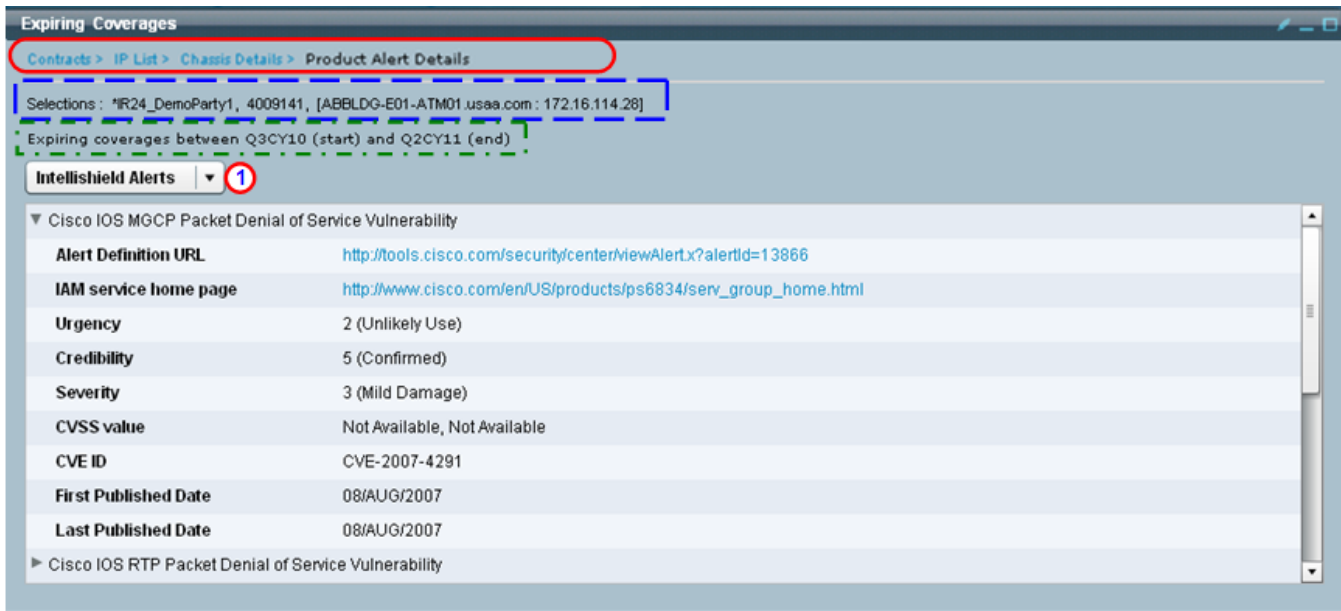 Expiring Coverages
Contracts > IP List > Chassis Details > Product Alert Details
Selections : *IR24_DemoParty1, 4009141, [ABBLDG-E01-ATM01.usaa.com : 172.16.114.28]
Expiring coverages between Q3CY10 (start) and Q2CY11 (end)
Intellishield Alerts 1
Cisco IOS MGCP Packet Denial of Service Vulnerability
Alert Definition URL http://tools.cisco.com/security/center/viewAlert.x?alertId=13866
IAM service home page http://www.cisco.com/en/US/products/ps6834/serv_group_home.html
Urgency 2 (Unlikely Use)
Credibility 5 (Confirmed)
Severity 3 (Mild Damage)
CVSS value Not Available, Not Available
CVE ID CVE-2007-4291
First Published Date 08/AUG/2007
Last Published Date 08/AUG/2007
Cisco IOS RTP Packet Denial of Service Vulnerability